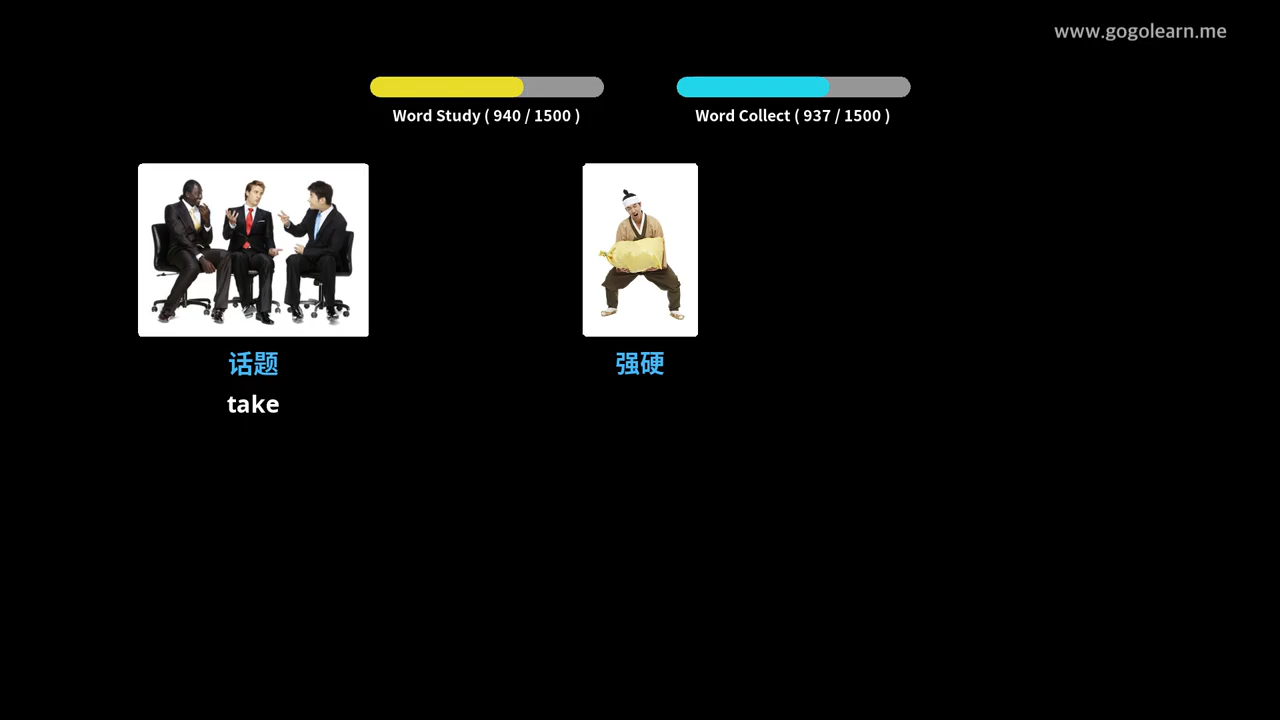 www.gogolearn.me
Word Study ( 940 / 1500 )
Word Collect ( 937 / 1500 )
话题
强硬
take